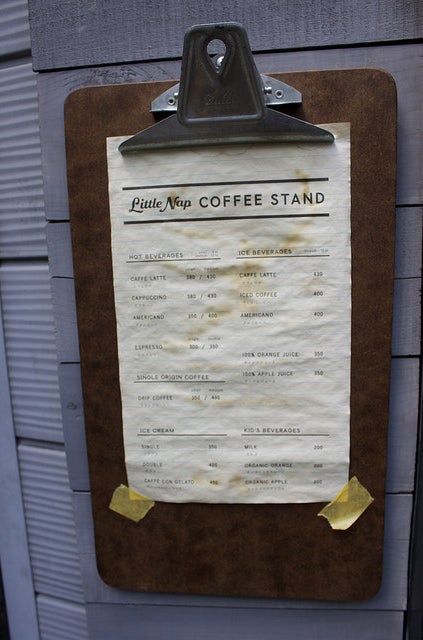 Little Nap COFFEE STAND
HOT BEVERAGES
CAFFE LATTE 380 / 430
CAPPUCCINO 380 / 430
AMERICANO 350 / 400
ESPRESSO 300 / 350
SINGLE ORIGIN COFFEE
DRIP COFFEE 350 / 400
ICE CREAM
SINGLE 350
DOUBLE 400
CAFFE CON GELATO 450
ICE BEVERAGES
CAFFE LATTE 430
ICED COFFEE 400
AMERICANO 400
100% ORANGE JUICE 350
100% APPLE JUICE 350
KID'S BEVERAGES
MILK 200
ORGANIC ORANGE
ORGANIC APPLE